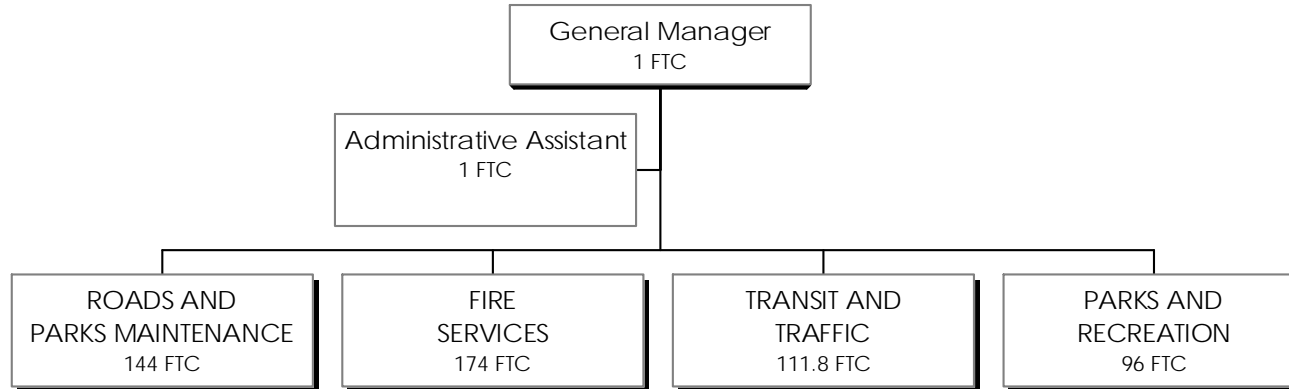 General Manager
1 FTC
Administrative Assistant
1 FTC
ROADS AND
PARKS MAINTENANCE
144 FTC
FIRE
SERVICES
174 FTC
TRANSIT AND
TRAFFIC
111.8 FTC
PARKS AND
RECREATION
96 FTC